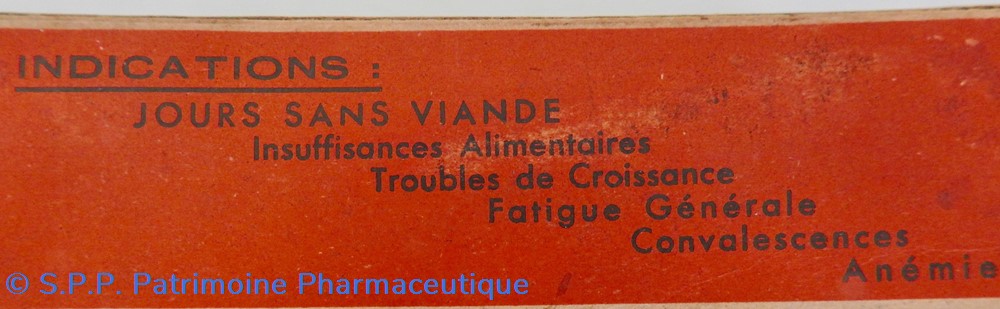 INDICATIONS :
JOURS SANS VIANDE
Insuffisances Alimentaires
Troubles de Croissance
Fatigue Générale
Convalescences
Anémie
© S.P.P. Patrimoine Pharmaceutique